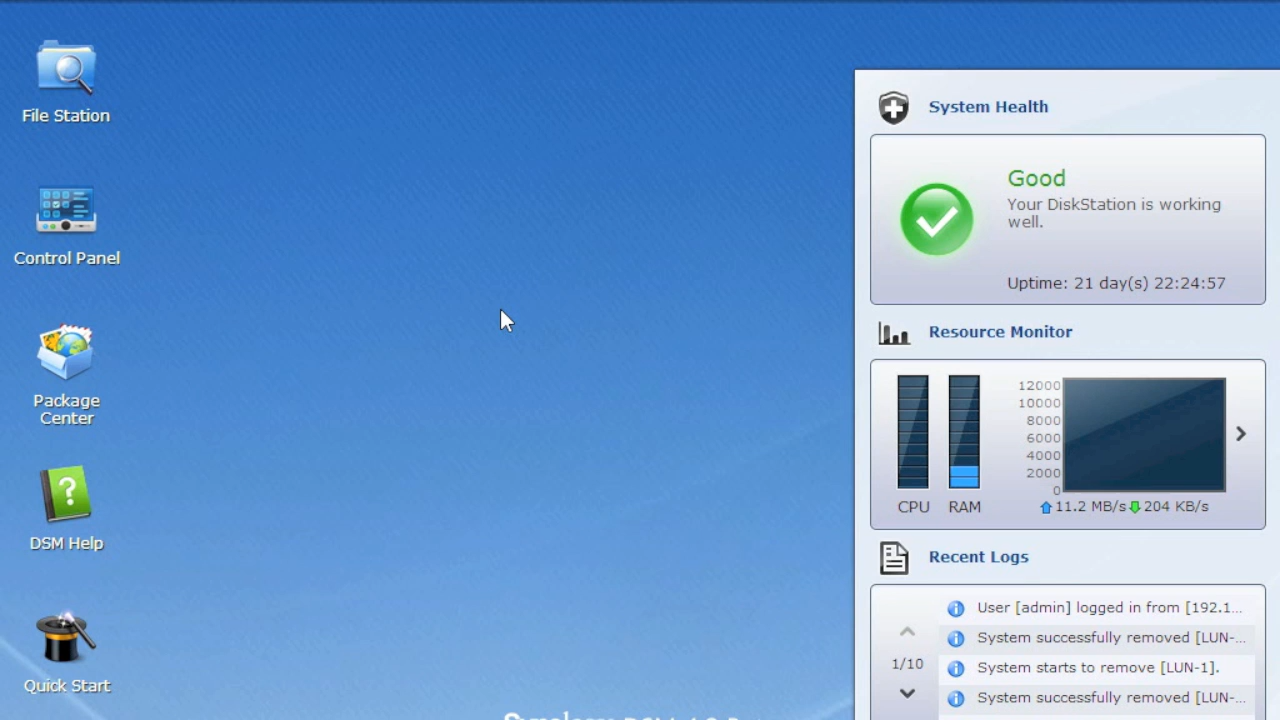 File Station
Control Panel
Package
Center
DSM Help
Quick Start
System Health
Good
Your DiskStation is working
well.
Uptime: 21 day(s) 22:24:57
Resource Monitor
12000
10000
8000
6000
4000
2000
0
CPU RAM
11.2 MB/s 204 KB/s
Recent Logs
User [admin] logged in from [192.1...
System successfully removed [LUN-...
1/10
System starts to remove [LUN-1].
System successfully removed [LUN-...